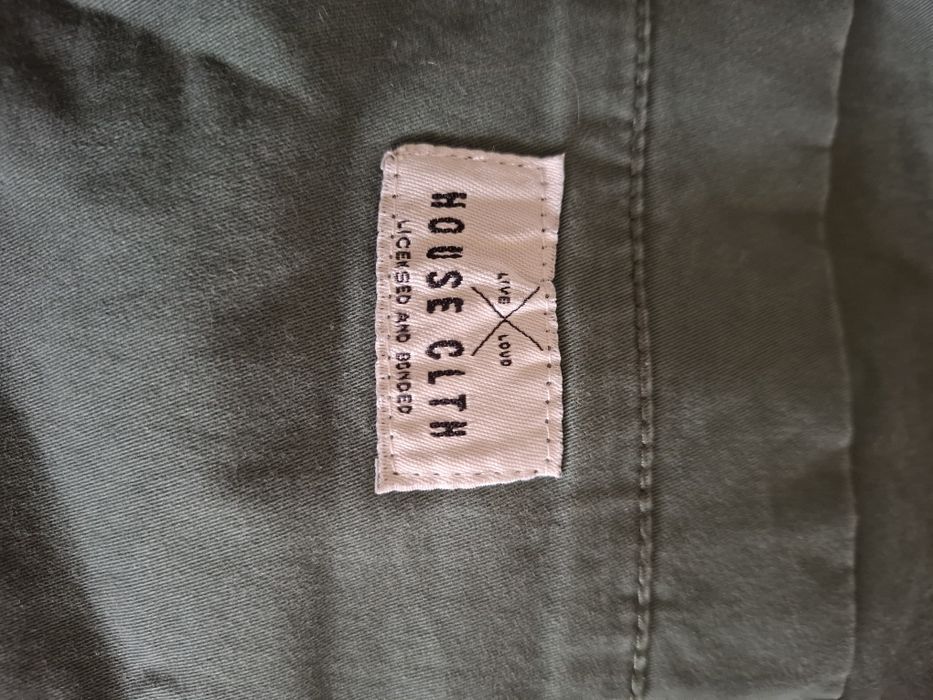 LIVE LOUD
HOUSE CLTH
LICENSED AND BONDED